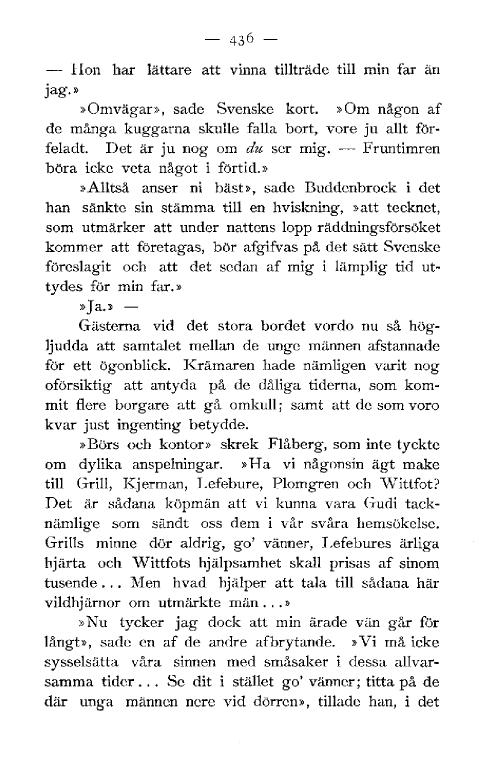 — 436 —
— Hon har lättare att vinna tillträde till min far än
jag.»
»Omvägar», sade Svenske kort. »Om någon af
de många kuggarna skulle falla bort, vore ju allt för-
feladt. Det är ju nog om du ser mig. — Fruntimren
böra icke veta något i förtid.»
»Alltså anser ni bäst», sade Buddenbrock i det
han sänkte sin stämma till en hviskning, »att tecknet,
som utmärker att under nattens lopp räddningsförsöket
kommer att företagas, bör afgifvas på det sätt Svenske
föreslagit och att det sedan af mig i lämplig tid ut-
tydes för min far.»
»Ja.» —
Gästerna vid det stora bordet vordo nu så hög-
ljudda att samtalet mellan de unge männen afstannade
för ett ögonblick. Krämaren hade nämligen varit nog
oförsiktig att antyda på de dåliga tiderna, som kom-
mit flere borgare att gå omkull; samt att de som voro
kvar just ingenting betydde.
»Börs och kontor» skrek Flåberg, som inte tyckte
om dylika anspelningar. »Ha vi någonsin ägt make
till Grill, Kjerman, Lefebure, Plomgren och Wittfot?
Det är sådana köpmän att vi kunna vara Gudi tack-
nämlige som sändt oss dem i vår svåra hemsökelse.
Grills minne dör aldrig, go' vänner, Lefebures ärliga
hjärta och Wittfots hjälpsamhet skall prisas af sinom
tusende... Men hvad hjälper att tala till sådana här
vildhjärnor om utmärkte män...»
»Nu tycker jag dock att min ärade vän går för
långt», sade en af de andre afbrytande. »Vi må icke
sysselsätta våra sinnen med småsaker i dessa allvar-
samma tider... Se dit i stället go' vänner; titta på de
där unga männen nere vid dörren», tillade han, i det